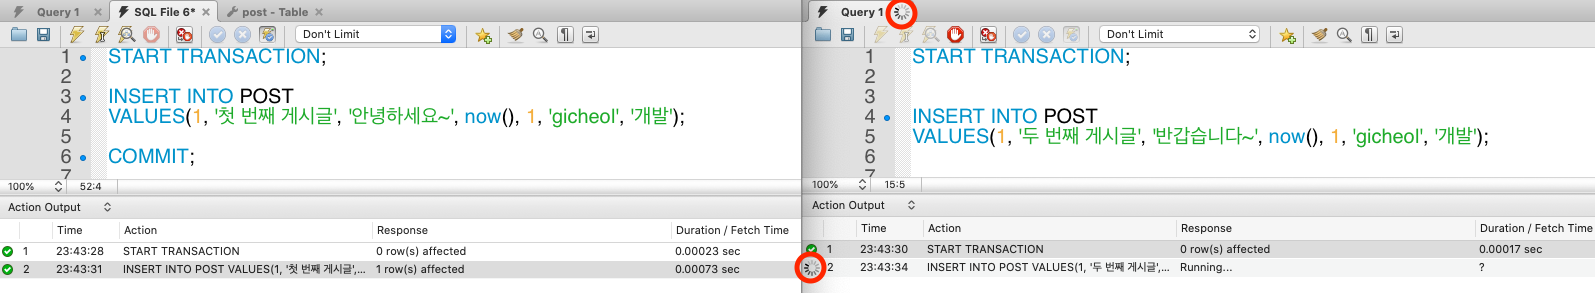 Query 1 SQL File 6* post - Table
Don't Limit
1 START TRANSACTION;
2
3 INSERT INTO POST
4 VALUES(1, '첫 번째 게시글', '안녕하세요~', now(), 1, 'gicheol', '개발');
5
6 COMMIT;
7
100% 52:4
Action Output
Time Action Response Duration / Fetch Time
1 23:43:28 START TRANSACTION 0 row(s) affected 0.00023 sec
2 23:43:31 INSERT INTO POST VALUES(1, '첫 번째 게시글',... 1 row(s) affected 0.00073 sec
Query 1
Don't Limit
1 START TRANSACTION;
2
3
4 INSERT INTO POST
5 VALUES(1, '두 번째 게시글', '반갑습니다~', now(), 1, 'gicheol', '개발');
6
7
100% 15:5
Action Output
Time Action Response Duration / Fetch Time
1 23:43:30 START TRANSACTION 0 row(s) affected 0.00017 sec
2 23:43:34 INSERT INTO POST VALUES(1, '두 번째 게시글',... Running... ?